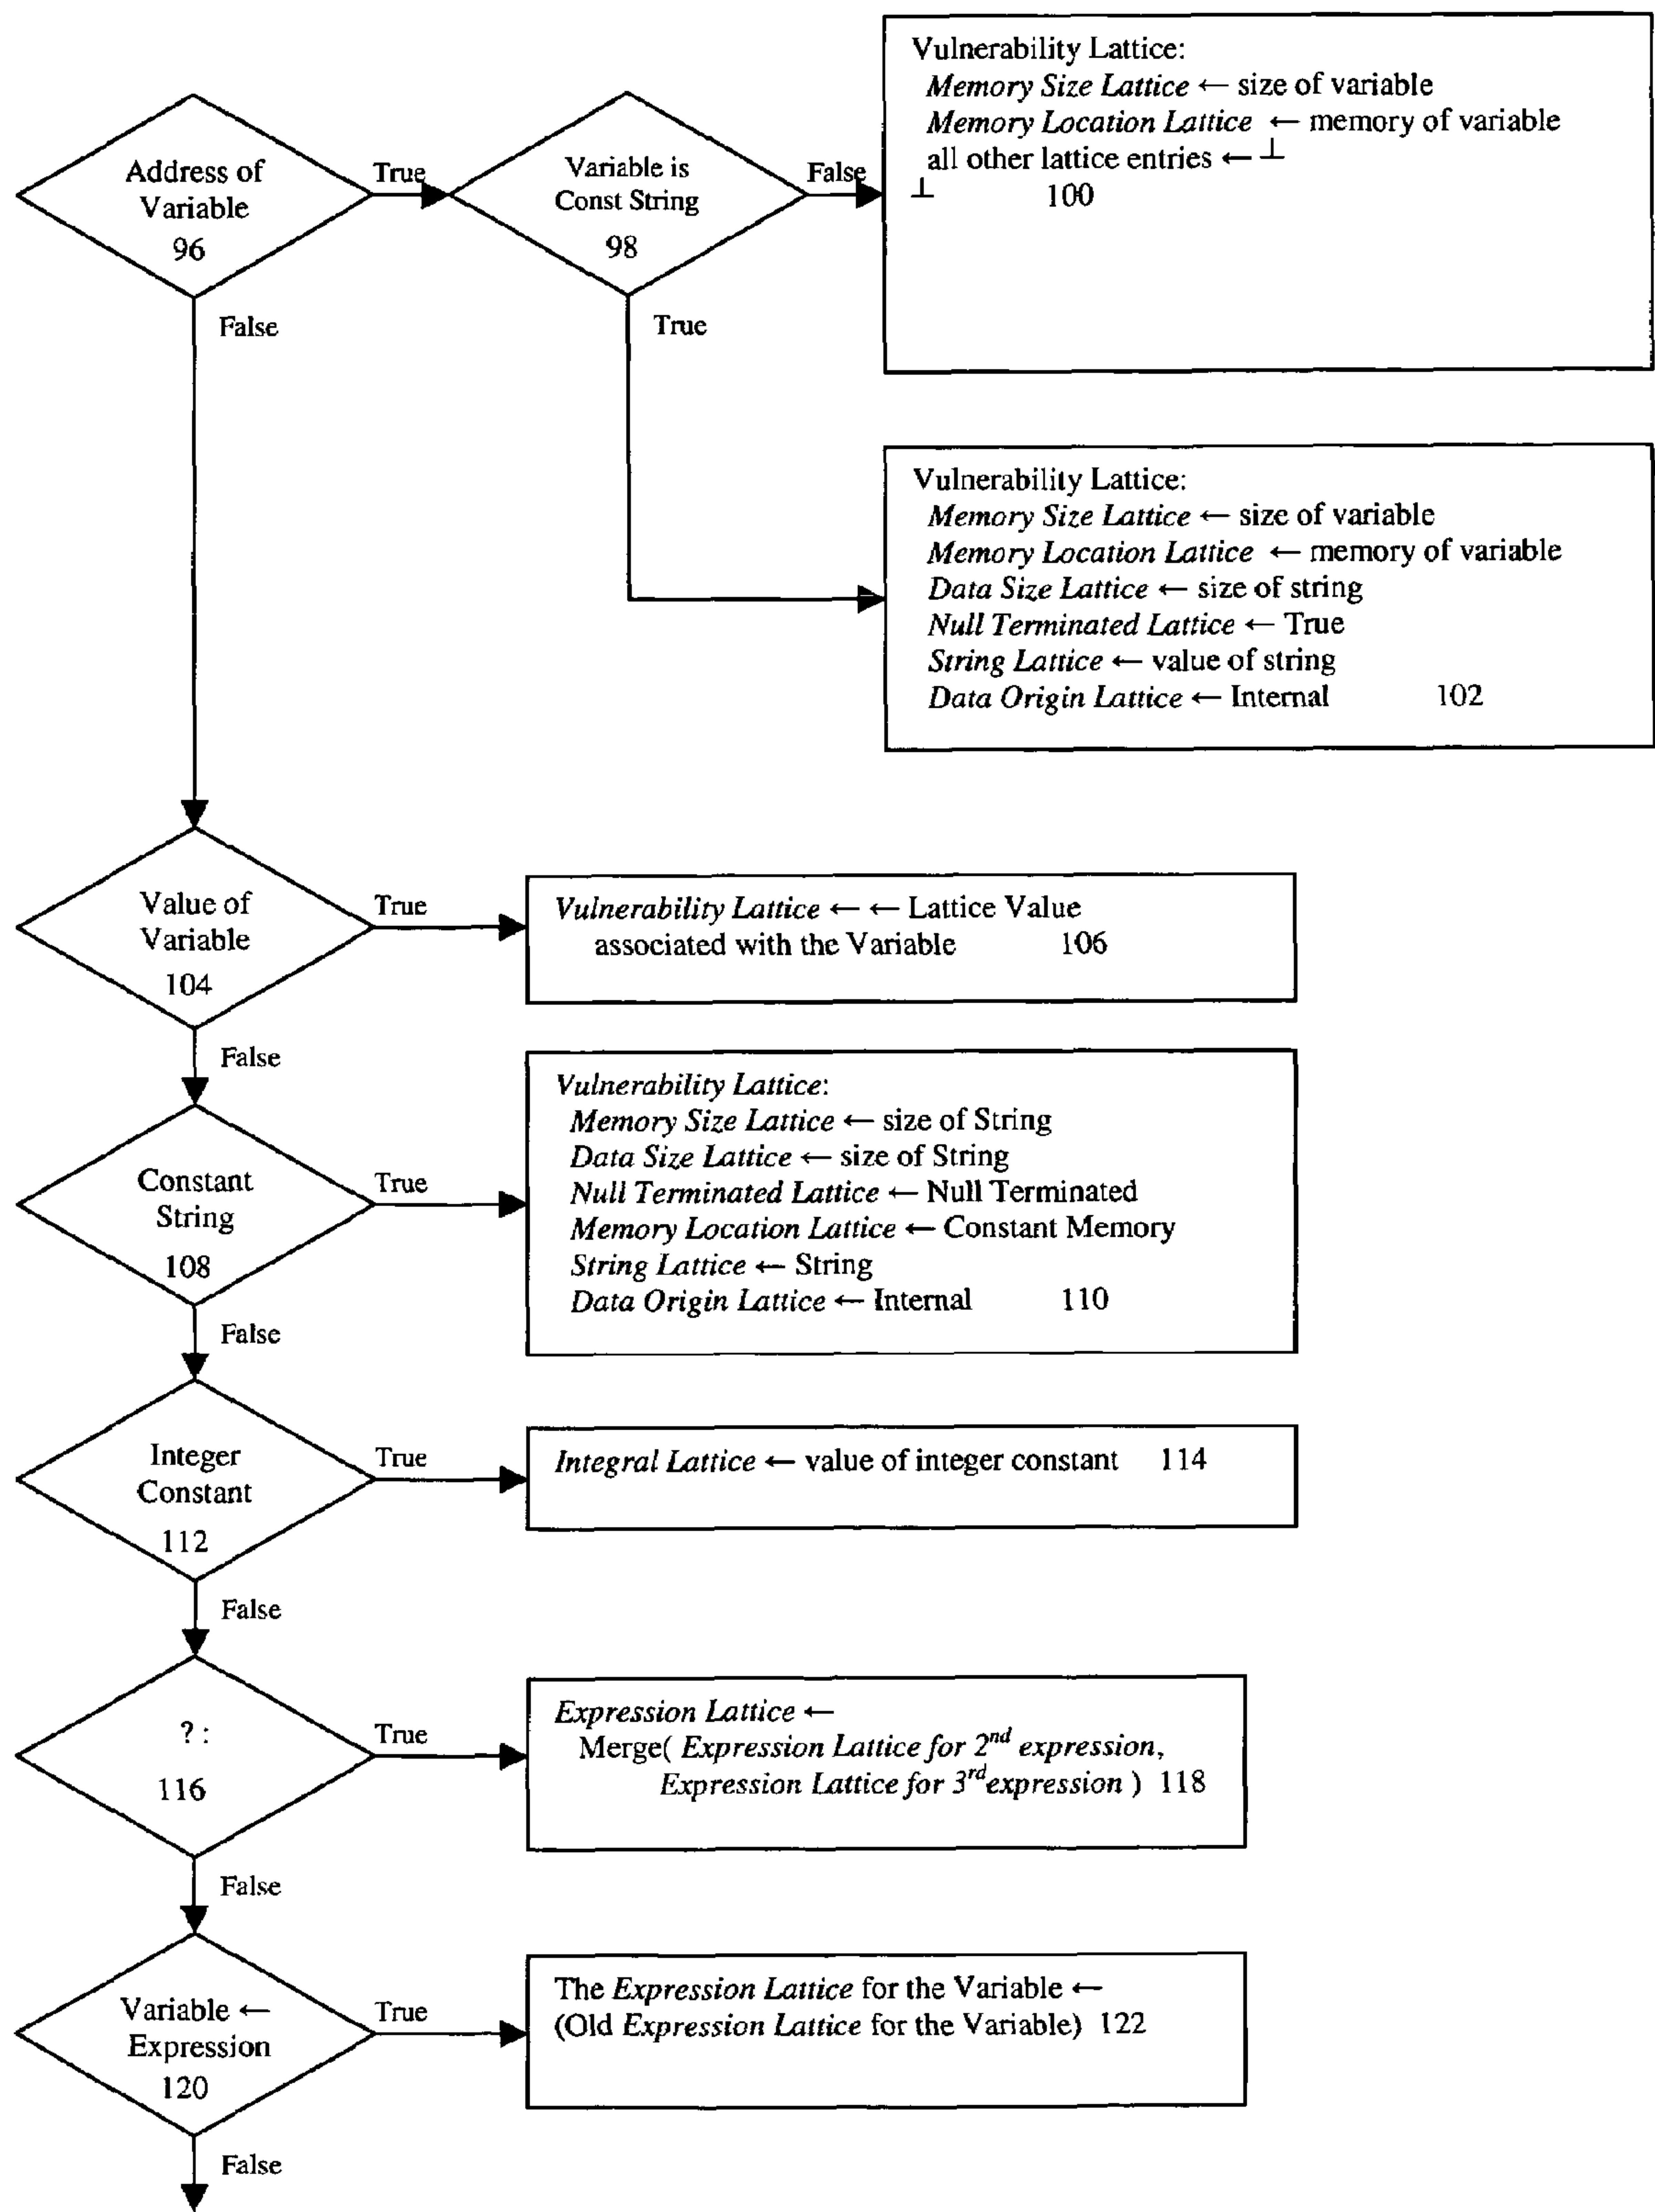 Address of
Variable
96
True
Variable is
Const String
98
False
Vulnerability Lattice:
Memory Size Lattice ← size of variable
Memory Location Lattice ← memory of variable
all other lattice entries ← ⊥
⊥ 100
False
True
Vulnerability Lattice:
Memory Size Lattice ← size of variable
Memory Location Lattice ← memory of variable
Data Size Lattice ← size of string
Null Terminated Lattice ← True
String Lattice ← value of string
Data Origin Lattice ← Internal 102
Value of
Variable
104
True
Vulnerability Lattice ← ← Lattice Value
associated with the Variable 106
False
Constant
String
108
True
Vulnerability Lattice:
Memory Size Lattice ← size of String
Data Size Lattice ← size of String
Null Terminated Lattice ← Null Terminated
Memory Location Lattice ← Constant Memory
String Lattice ← String
Data Origin Lattice ← Internal 110
False
Integer
Constant
112
True
Integral Lattice ← value of integer constant 114
False
? :
116
True
Expression Lattice ←
Merge( Expression Lattice for 2nd expression,
Expression Lattice for 3rd expression ) 118
False
Variable ←
Expression
120
True
The Expression Lattice for the Variable ←
(Old Expression Lattice for the Variable) 122
False